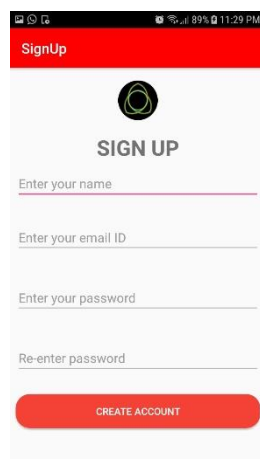 89% 11:29 PM
SignUp
SIGN UP
Enter your name
Enter your email ID
Enter your password
Re-enter password
CREATE ACCOUNT